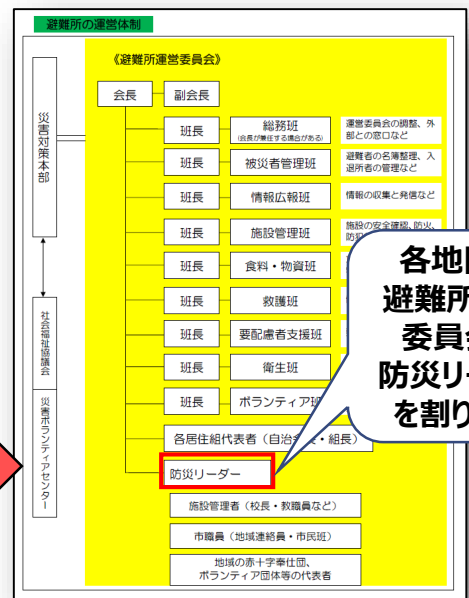 避難所の運営体制
《避難所運営委員会》
会長
副会長
災害対策本部
社会福祉協議会
災害ボランティアセンター
班長
総務班
(会長が兼任する場合がある)
運営委員会の調整、外
部との窓口など
班長
被災者管理班
避難者の名簿整理、入
退所者の管理など
班長
情報広報班
情報の収集と発信など
班長
施設管理班
施設の安全確認、防火、
防犯
班長
食料・物資班
班長
救護班
班長
要配慮者支援班
班長
衛生班
班長
ボランティア班
各居住組代表者(自治会長・組長)
防災リーダー
施設管理者(校長・教職員など)
市職員(地域連絡員・市民班)
地域の赤十字奉仕団、
ボランティア団体等の代表者
各地
避難所
委員会
防災リー
を割り